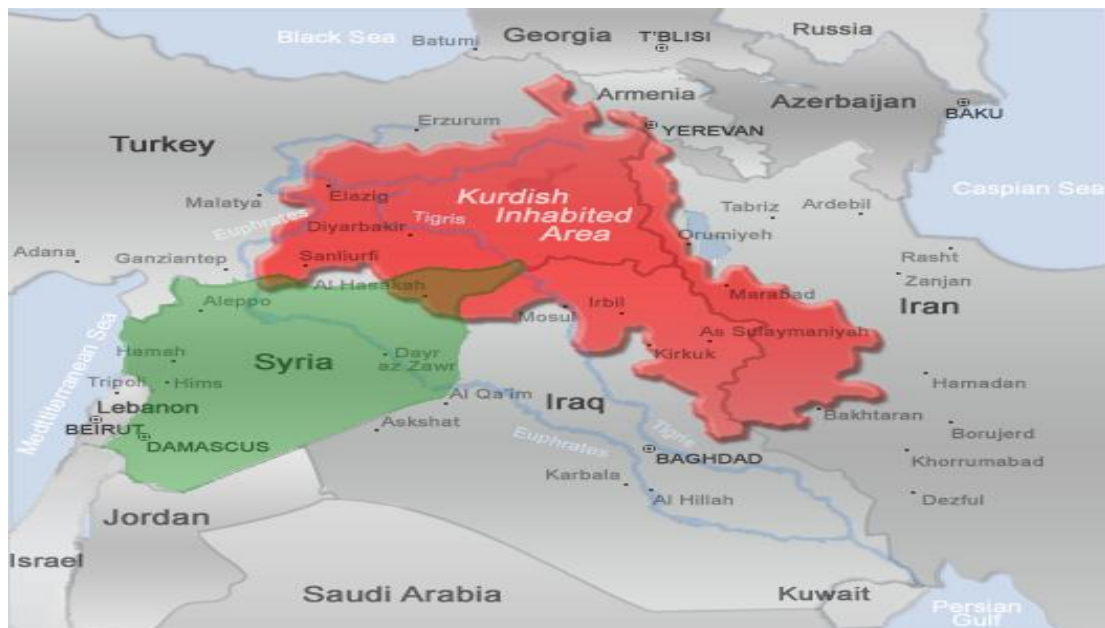 Black Sea
Batumi
Georgia
T'BLISI
Russia
Armenia
Azerbaijan
BAKU
YEREVAN
Erzurum
Turkey
Caspian Sea
Malatya
Elazig
Kurdish
Inhabited
Area
Tabriz
Ardebil
Euphrates
Tigris
Diyarbakir
Orumiyeh
Adana
Ganziantep
Sanliurfi
Rasht
Zanjan
Al Hasakah
Aleppo
Mosul
Irbil
Marabad
Iran
Mediterranean Sea
Hamah
Syria
Dayr
az Zawr
As Sulaymaniyah
Kirkuk
Tripoli
Hims
Hamadan
Lebanon
Al Qa'im
Iraq
Bakhtaran
BEIRUT
DAMASCUS
Askshat
Euphrates
Tigris
BAGHDAD
Borujerd
Khorrumabad
Karbala
Al Hillah
Dezful
Jordan
Israel
Saudi Arabia
Kuwait
Persian
Gulf